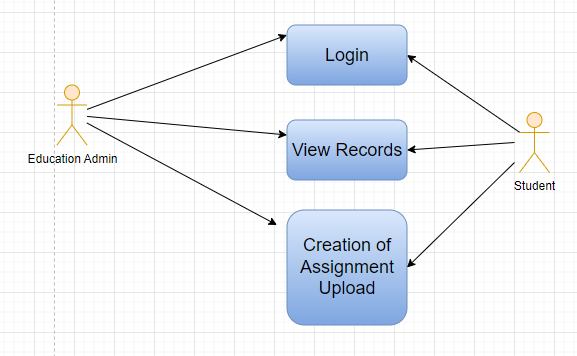 Login
Education Admin
View Records
Student
Creation of
Assignment
Upload